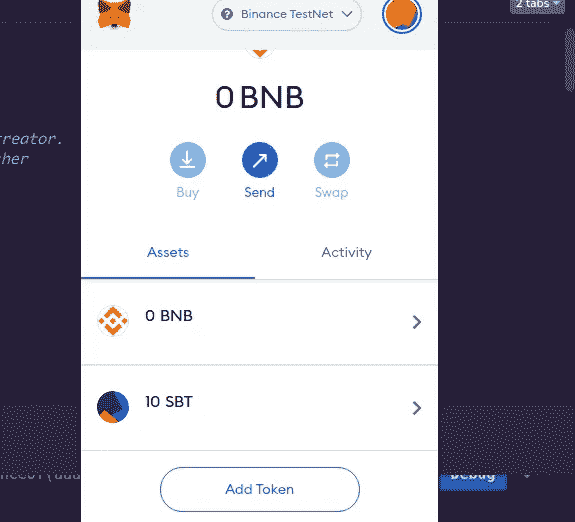 2 tabs
? Binance TestNet
0 BNB
Buy
Send
Swap
creator.
her
Assets
Activity
0 BNB
10 SBT
Add Token
Debug